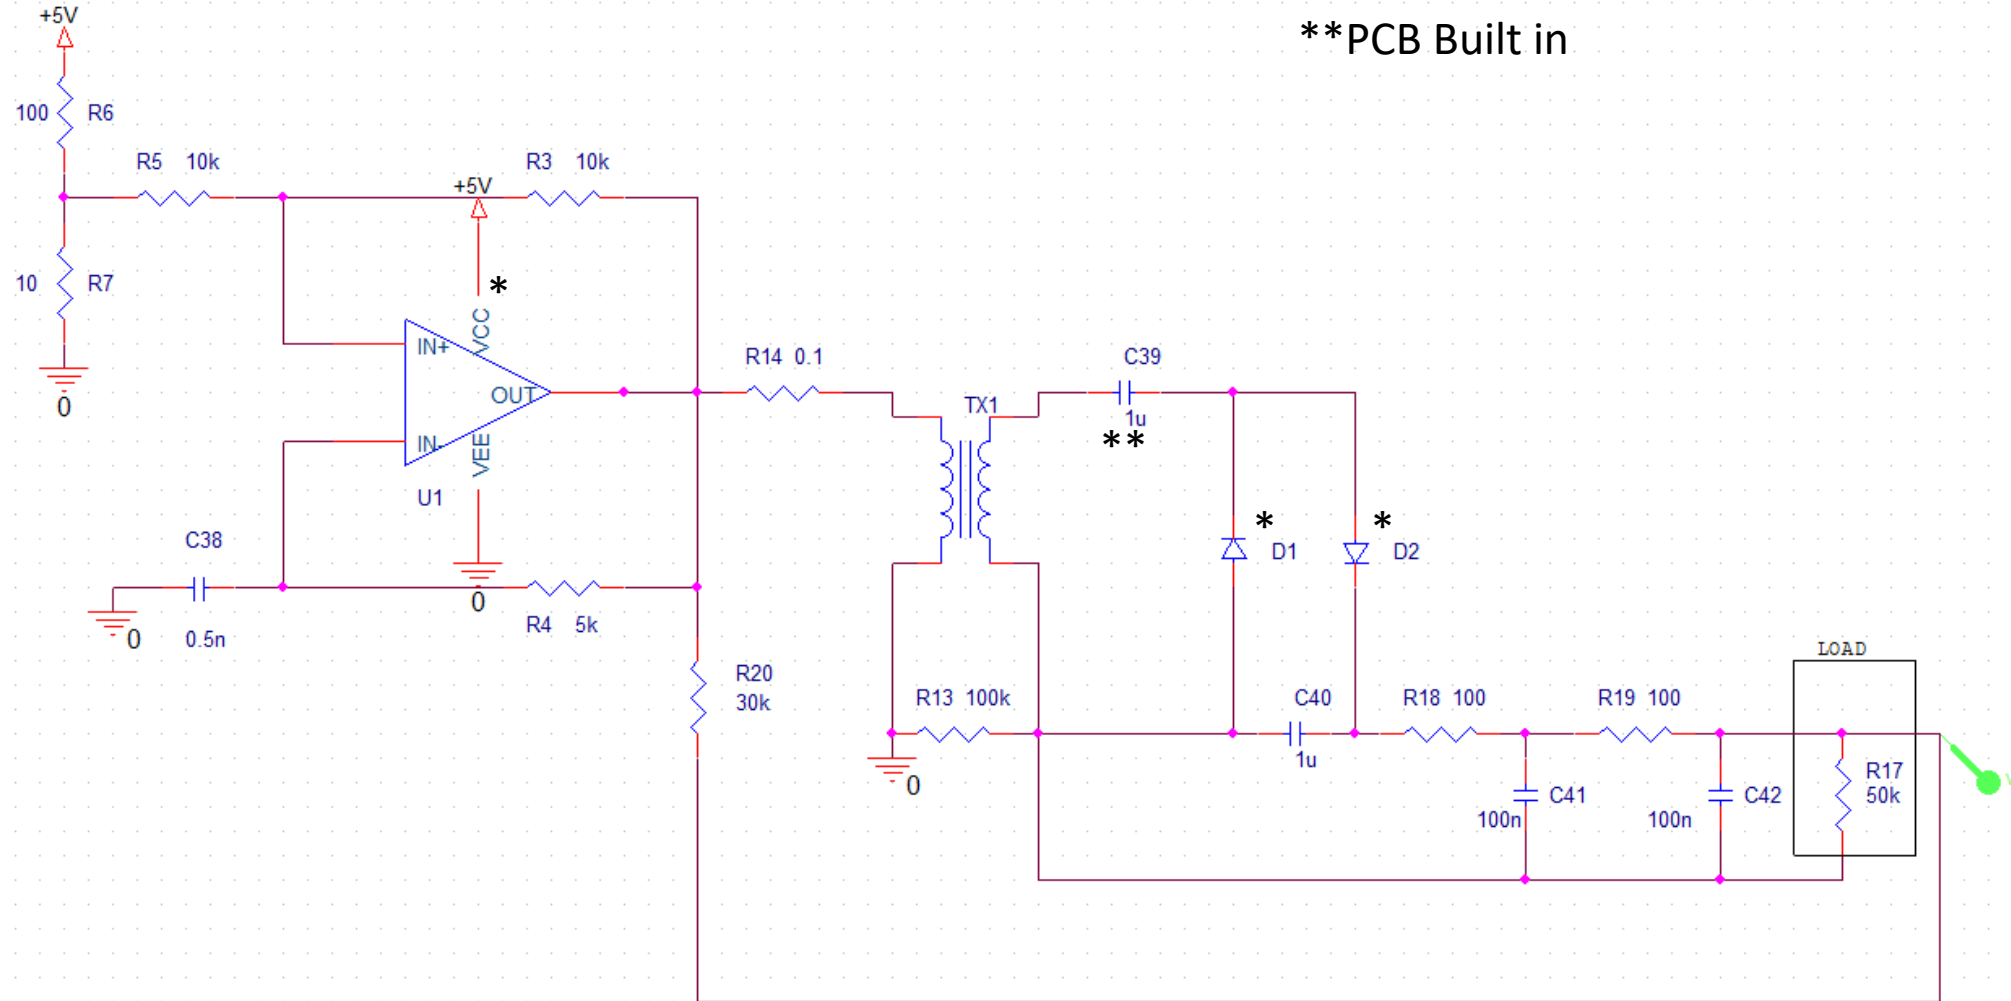 +5V
**PCB Built in
100 R6
R5 10k
R3 10k
+5V
10 R7
*
VCC
IN+
OUT
IN-
VEE
U1
0
R14 0.1
C39
1u
**
TX1
*
D1
*
D2
C38
0.5n
0
0
R4 5k
R20
30k
R13 100k
0
C40
1u
R18 100
R19 100
LOAD
C41
100n
C42
100n
R17
50k